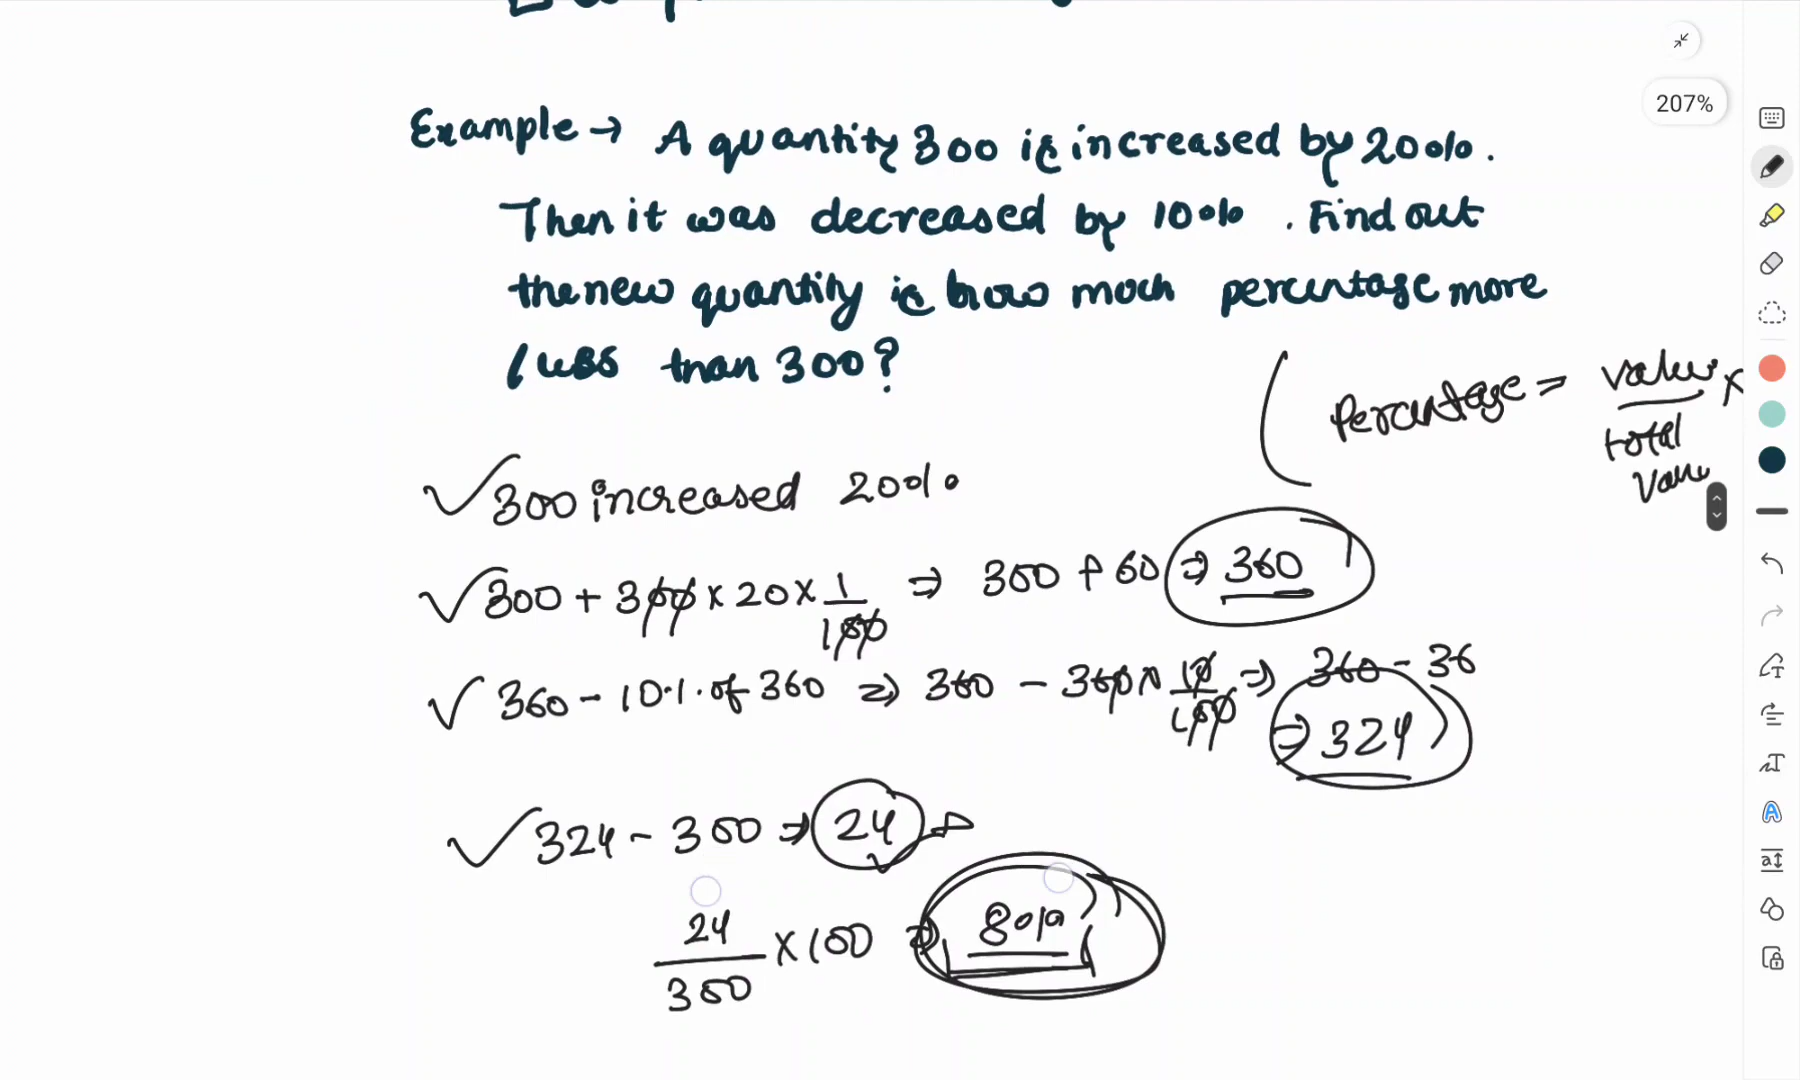 207%
Example → A quantity 300 is increased by 20%.
Then it was decreased by 10% . Find out
the new quantity is how much percentage more
/ less than 300?
Percentage = value / total value ×
300 increased 20%
300 + 300 × 20 × 1/100 ⇒ 300 + 60 ⇒ 360
360 - 10% of 360 ⇒ 360 - 360 × 10/100 ⇒ 360 - 36
⇒ 324
324 - 300 ⇒ 24
24/300 × 100 ⇒ 8%